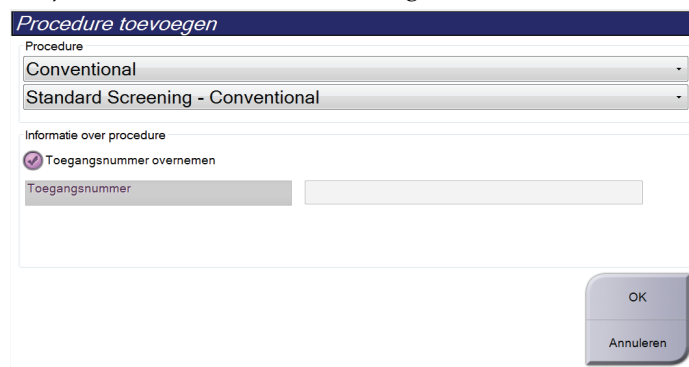 Procedure toevoegen
Procedure
Conventional
Standard Screening - Conventional
Informatie over procedure
Toegangsnummer overnemen
Toegangsnummer
OK
Annuleren